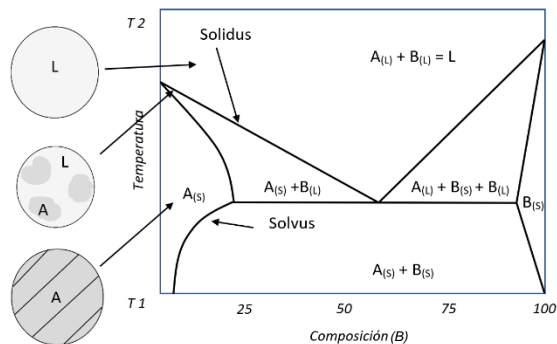 T 2
Solidus
L
A(L) + B(L) = L
Temperatura
L
A
A(S)
A(S) +B(L)
A(L) + B(S) + B(L)
B(S)
Solvus
A
A(S) + B(S)
T 1
25
50
75
100
Composición (B)